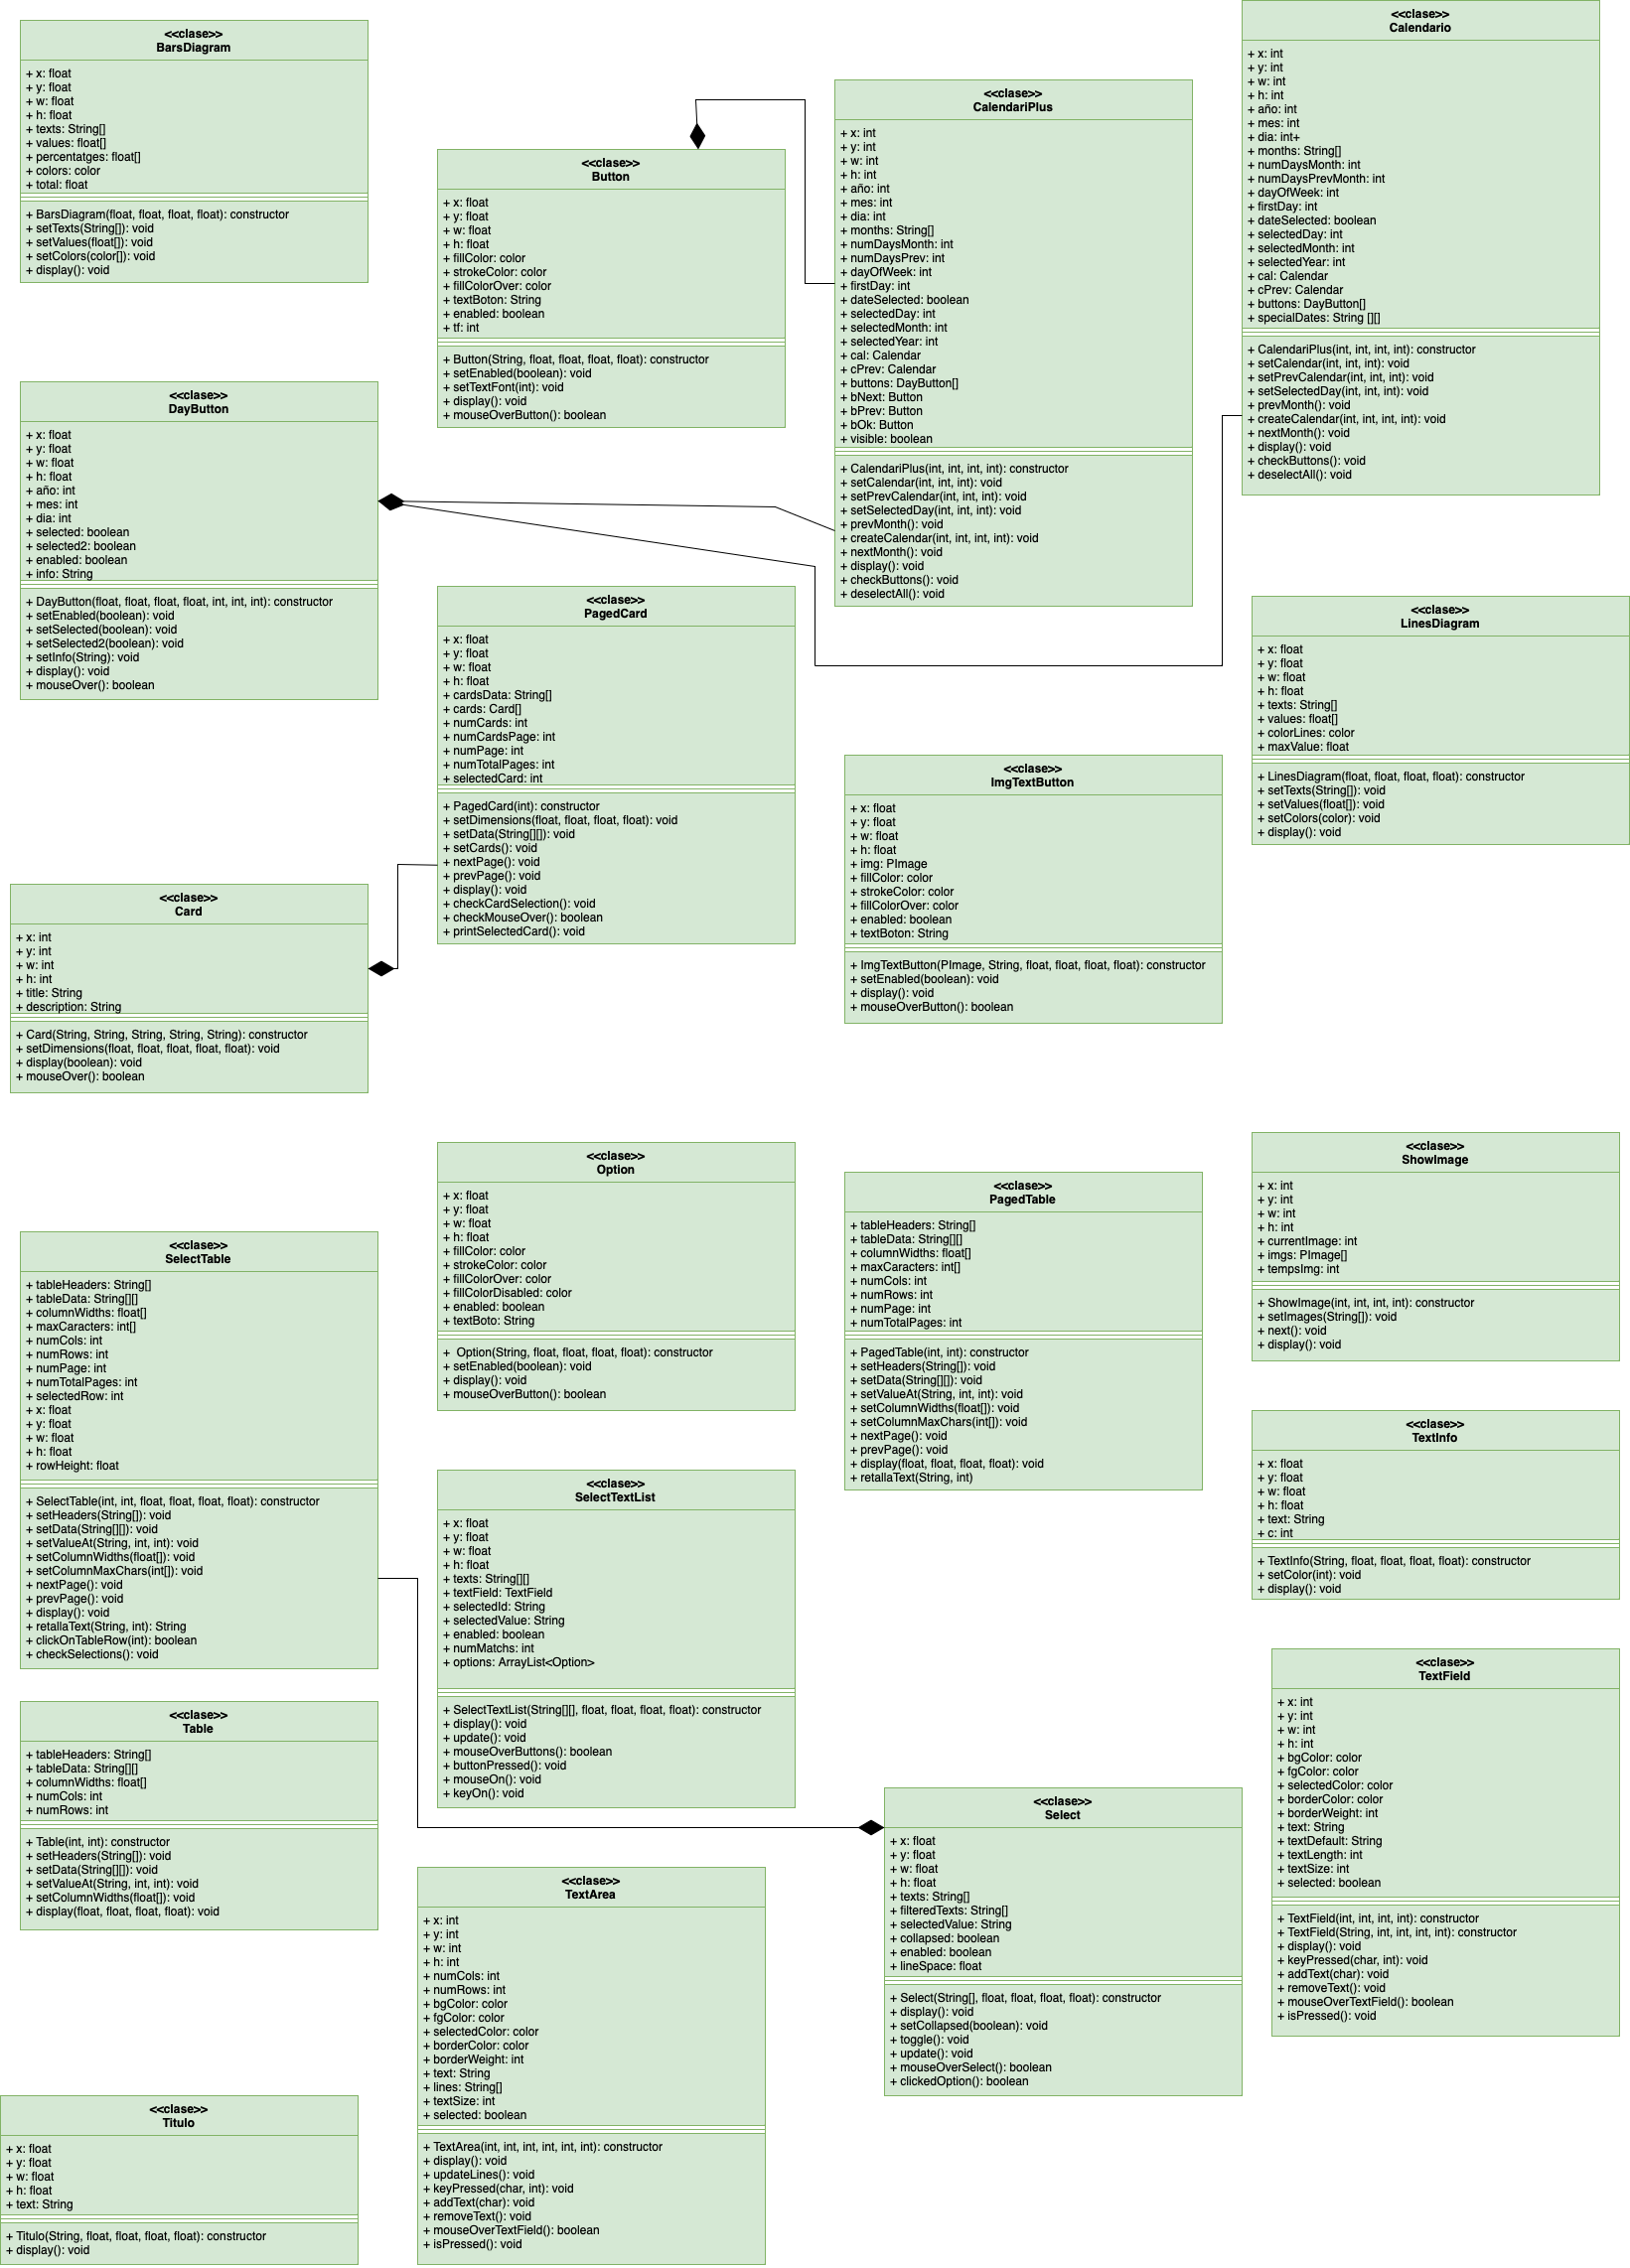 <<clase>>
BarsDiagram
+ x: float
+ y: float
+ w: float
+ h: float
+ texts: String[]
+ values: float[]
+ percentatges: float[]
+ colors: color
+ total: float
+ BarsDiagram(float, float, float, float): constructor
+ setTexts(String[]): void
+ setValues(float[]): void
+ setColors(color[]): void
+ display(): void
<<clase>>
Button
+ x: float
+ y: float
+ w: float
+ h: float
+ fillColor: color
+ strokeColor: color
+ fillColorOver: color
+ textBoton: String
+ enabled: boolean
+ tf: int
+ Button(String, float, float, float, float): constructor
+ setEnabled(boolean): void
+ setTextFont(int): void
+ display(): void
+ mouseOverButton(): boolean
<<clase>>
CalendariPlus
+ x: int
+ y: int
+ w: int
+ h: int
+ año: int
+ mes: int
+ dia: int
+ months: String[]
+ numDaysMonth: int
+ numDaysPrev: int
+ dayOfWeek: int
+ firstDay: int
+ dateSelected: boolean
+ selectedDay: int
+ selectedMonth: int
+ selectedYear: int
+ cal: Calendar
+ cPrev: Calendar
+ buttons: DayButton[]
+ bNext: Button
+ bPrev: Button
+ bOk: Button
+ visible: boolean
+ CalendariPlus(int, int, int, int): constructor
+ setCalendar(int, int, int): void
+ setPrevCalendar(int, int, int): void
+ setSelectedDay(int, int, int): void
+ prevMonth(): void
+ createCalendar(int, int, int, int): void
+ nextMonth(): void
+ display(): void
+ checkButtons(): void
+ deselectAll(): void
<<clase>>
Calendario
+ x: int
+ y: int
+ w: int
+ h: int
+ año: int
+ mes: int
+ dia: int+
+ months: String[]
+ numDaysMonth: int
+ numDaysPrevMonth: int
+ dayOfWeek: int
+ firstDay: int
+ dateSelected: boolean
+ selectedDay: int
+ selectedMonth: int
+ selectedYear: int
+ cal: Calendar
+ cPrev: Calendar
+ buttons: DayButton[]
+ specialDates: String [][]
+ CalendariPlus(int, int, int, int): constructor
+ setCalendar(int, int, int): void
+ setPrevCalendar(int, int, int): void
+ setSelectedDay(int, int, int): void
+ prevMonth(): void
+ createCalendar(int, int, int, int): void
+ nextMonth(): void
+ display(): void
+ checkButtons(): void
+ deselectAll(): void
<<clase>>
DayButton
+ x: float
+ y: float
+ w: float
+ h: float
+ año: int
+ mes: int
+ dia: int
+ selected: boolean
+ selected2: boolean
+ enabled: boolean
+ info: String
+ DayButton(float, float, float, float, int, int, int): constructor
+ setEnabled(boolean): void
+ setSelected(boolean): void
+ setSelected2(boolean): void
+ setInfo(String): void
+ display(): void
+ mouseOver(): boolean
<<clase>>
PagedCard
+ x: float
+ y: float
+ w: float
+ h: float
+ cardsData: String[]
+ cards: Card[]
+ numCards: int
+ numCardsPage: int
+ numPage: int
+ numTotalPages: int
+ selectedCard: int
+ PagedCard(int): constructor
+ setDimensions(float, float, float, float): void
+ setData(String[][]): void
+ setCards(): void
+ nextPage(): void
+ prevPage(): void
+ display(): void
+ checkCardSelection(): void
+ checkMouseOver(): boolean
+ printSelectedCard(): void
<<clase>>
LinesDiagram
+ x: float
+ y: float
+ w: float
+ h: float
+ texts: String[]
+ values: float[]
+ colorLines: color
+ maxValue: float
+ LinesDiagram(float, float, float, float): constructor
+ setTexts(String[]): void
+ setValues(float[]): void
+ setColors(color): void
+ display(): void
<<clase>>
ImgTextButton
+ x: float
+ y: float
+ w: float
+ h: float
+ img: PImage
+ fillColor: color
+ strokeColor: color
+ fillColorOver: color
+ enabled: boolean
+ textBoton: String
+ ImgTextButton(PImage, String, float, float, float, float): constructor
+ setEnabled(boolean): void
+ display(): void
+ mouseOverButton(): boolean
<<clase>>
Card
+ x: int
+ y: int
+ w: int
+ h: int
+ title: String
+ description: String
+ Card(String, String, String, String, String): constructor
+ setDimensions(float, float, float, float, float): void
+ display(boolean): void
+ mouseOver(): boolean
<<clase>>
Option
+ x: float
+ y: float
+ w: float
+ h: float
+ fillColor: color
+ strokeColor: color
+ fillColorOver: color
+ fillColorDisabled: color
+ enabled: boolean
+ textBoto: String
+  Option(String, float, float, float, float): constructor
+ setEnabled(boolean): void
+ display(): void
+ mouseOverButton(): boolean
<<clase>>
PagedTable
+ tableHeaders: String[]
+ tableData: String[][]
+ columnWidths: float[]
+ maxCaracters: int[]
+ numCols: int
+ numRows: int
+ numPage: int
+ numTotalPages: int
+ PagedTable(int, int): constructor
+ setHeaders(String[]): void
+ setData(String[][]): void
+ setValueAt(String, int, int): void
+ setColumnWidths(float[]): void
+ setColumnMaxChars(int[]): void
+ nextPage(): void
+ prevPage(): void
+ display(float, float, float, float): void
+ retallaText(String, int)
<<clase>>
ShowImage
+ x: int
+ y: int
+ w: int
+ h: int
+ currentImage: int
+ imgs: PImage[]
+ tempsImg: int
+ ShowImage(int, int, int, int): constructor
+ setImages(String[]): void
+ next(): void
+ display(): void
<<clase>>
SelectTable
+ tableHeaders: String[]
+ tableData: String[][]
+ columnWidths: float[]
+ maxCaracters: int[]
+ numCols: int
+ numRows: int
+ numPage: int
+ numTotalPages: int
+ selectedRow: int
+ x: float
+ y: float
+ w: float
+ h: float
+ rowHeight: float
+ SelectTable(int, int, float, float, float, float): constructor
+ setHeaders(String[]): void
+ setData(String[][]): void
+ setValueAt(String, int, int): void
+ setColumnWidths(float[]): void
+ setColumnMaxChars(int[]): void
+ nextPage(): void
+ prevPage(): void
+ display(): void
+ retallaText(String, int): String
+ clickOnTableRow(int): boolean
+ checkSelections(): void
<<clase>>
SelectTextList
+ x: float
+ y: float
+ w: float
+ h: float
+ texts: String[][]
+ textField: TextField
+ selectedId: String
+ selectedValue: String
+ enabled: boolean
+ numMatchs: int
+ options: ArrayList<Option>
+ SelectTextList(String[][], float, float, float, float): constructor
+ display(): void
+ update(): void
+ mouseOverButtons(): boolean
+ buttonPressed(): void
+ mouseOn(): void
+ keyOn(): void
<<clase>>
TextInfo
+ x: float
+ y: float
+ w: float
+ h: float
+ text: String
+ c: int
+ TextInfo(String, float, float, float, float): constructor
+ setColor(int): void
+ display(): void
<<clase>>
TextField
+ x: int
+ y: int
+ w: int
+ h: int
+ bgColor: color
+ fgColor: color
+ selectedColor: color
+ borderColor: color
+ borderWeight: int
+ text: String
+ textDefault: String
+ textLength: int
+ textSize: int
+ selected: boolean
+ TextField(int, int, int, int): constructor
+ TextField(String, int, int, int, int): constructor
+ display(): void
+ keyPressed(char, int): void
+ addText(char): void
+ removeText(): void
+ mouseOverTextField(): boolean
+ isPressed(): void
<<clase>>
Table
+ tableHeaders: String[]
+ tableData: String[][]
+ columnWidths: float[]
+ numCols: int
+ numRows: int
+ Table(int, int): constructor
+ setHeaders(String[]): void
+ setData(String[][]): void
+ setValueAt(String, int, int): void
+ setColumnWidths(float[]): void
+ display(float, float, float, float): void
<<clase>>
Select
+ x: float
+ y: float
+ w: float
+ h: float
+ texts: String[]
+ filteredTexts: String[]
+ selectedValue: String
+ collapsed: boolean
+ enabled: boolean
+ lineSpace: float
+ Select(String[], float, float, float, float): constructor
+ display(): void
+ setCollapsed(boolean): void
+ toggle(): void
+ update(): void
+ mouseOverSelect(): boolean
+ clickedOption(): boolean
<<clase>>
TextArea
+ x: int
+ y: int
+ w: int
+ h: int
+ numCols: int
+ numRows: int
+ bgColor: color
+ fgColor: color
+ selectedColor: color
+ borderColor: color
+ borderWeight: int
+ text: String
+ lines: String[]
+ textSize: int
+ selected: boolean
+ TextArea(int, int, int, int, int, int): constructor
+ display(): void
+ updateLines(): void
+ keyPressed(char, int): void
+ addText(char): void
+ removeText(): void
+ mouseOverTextField(): boolean
+ isPressed(): void
<<clase>>
Titulo
+ x: float
+ y: float
+ w: float
+ h: float
+ text: String
+ Titulo(String, float, float, float, float): constructor
+ display(): void